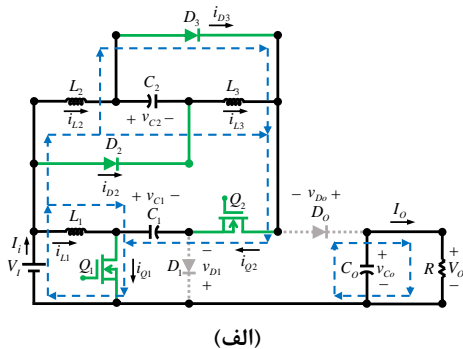 D3
iD3
L2
C2
L3
+ vC2 −
iL2
iL3
D2
iD2
+ vC1 −
Q2
− vDo +
L1
C1
DO
IO
Ii
iL1
Q1
iQ1
D1
−
vD1
+
iQ2
VI
CO
+
vCo
−
R
+
VO
−
(الف)